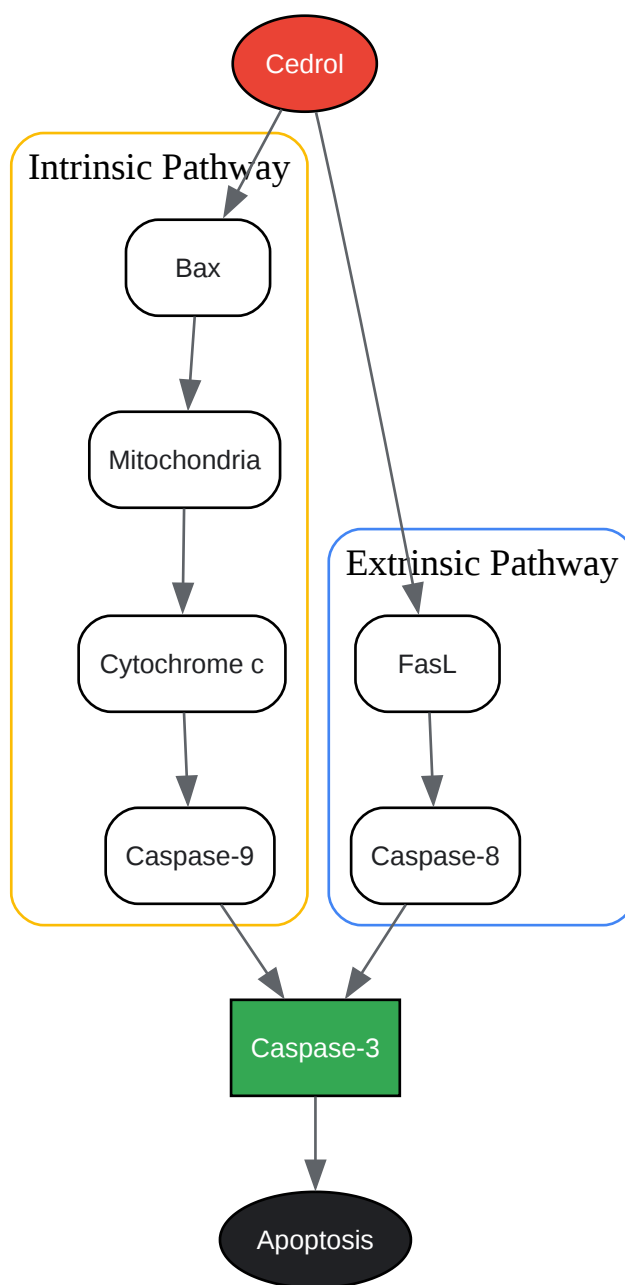 Cedrol
Intrinsic Pathway
Bax
Mitochondria
Cytochrome c
Caspase-9
Extrinsic Pathway
FasL
Caspase-8
Caspase-3
Apoptosis